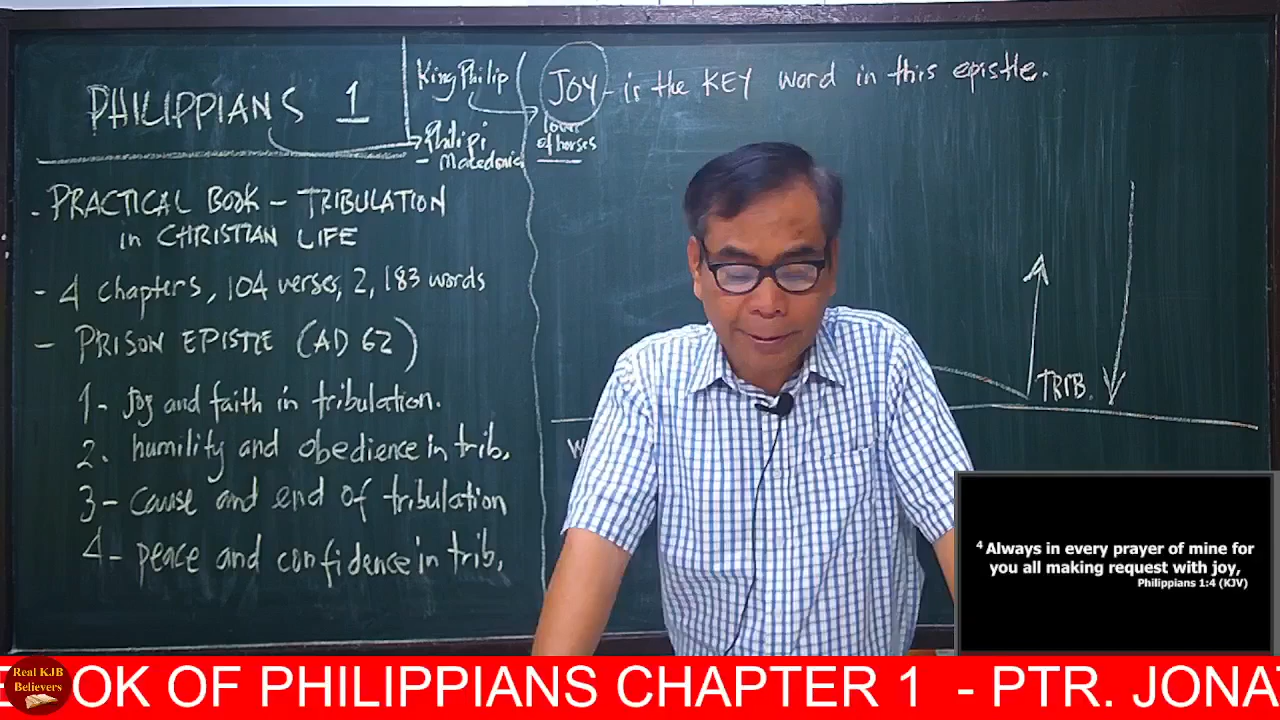 PHILIPPIANS 1
King Philip
Philipi
- Macedonia
lover
of horses
JOY - is the KEY word in this epistle.
- PRACTICAL BOOK - TRIBULATION
in CHRISTIAN LIFE
- 4 chapters, 104 verses, 2,183 words
- PRISON EPISTLE (AD 62)
1- Joy and faith in tribulation.
2. humility and obedience in trib.
3- cause and end of tribulation
4- peace and confidence in trib.
TRIB.
4 Always in every prayer of mine for
you all making request with joy,
Philippians 1:4 (KJV)
Real KJB
Believers
OOK OF PHILIPPIANS CHAPTER 1 - PTR. JONA